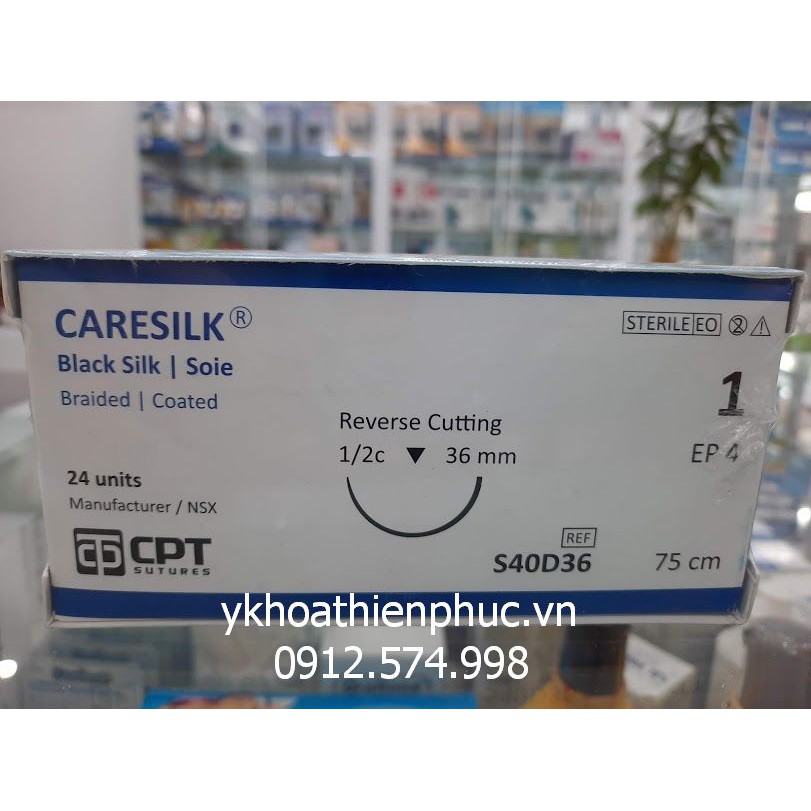 CARESILK®
Black Silk | Soie
Braided | Coated
STERILE EO
1
EP 4
Reverse Cutting
1/2c ▼ 36 mm
24 units
Manufacturer / NSX
CPT
SUTURES
REF
S40D36
75 cm
ykhoathienphuc.vn
0912.574.998